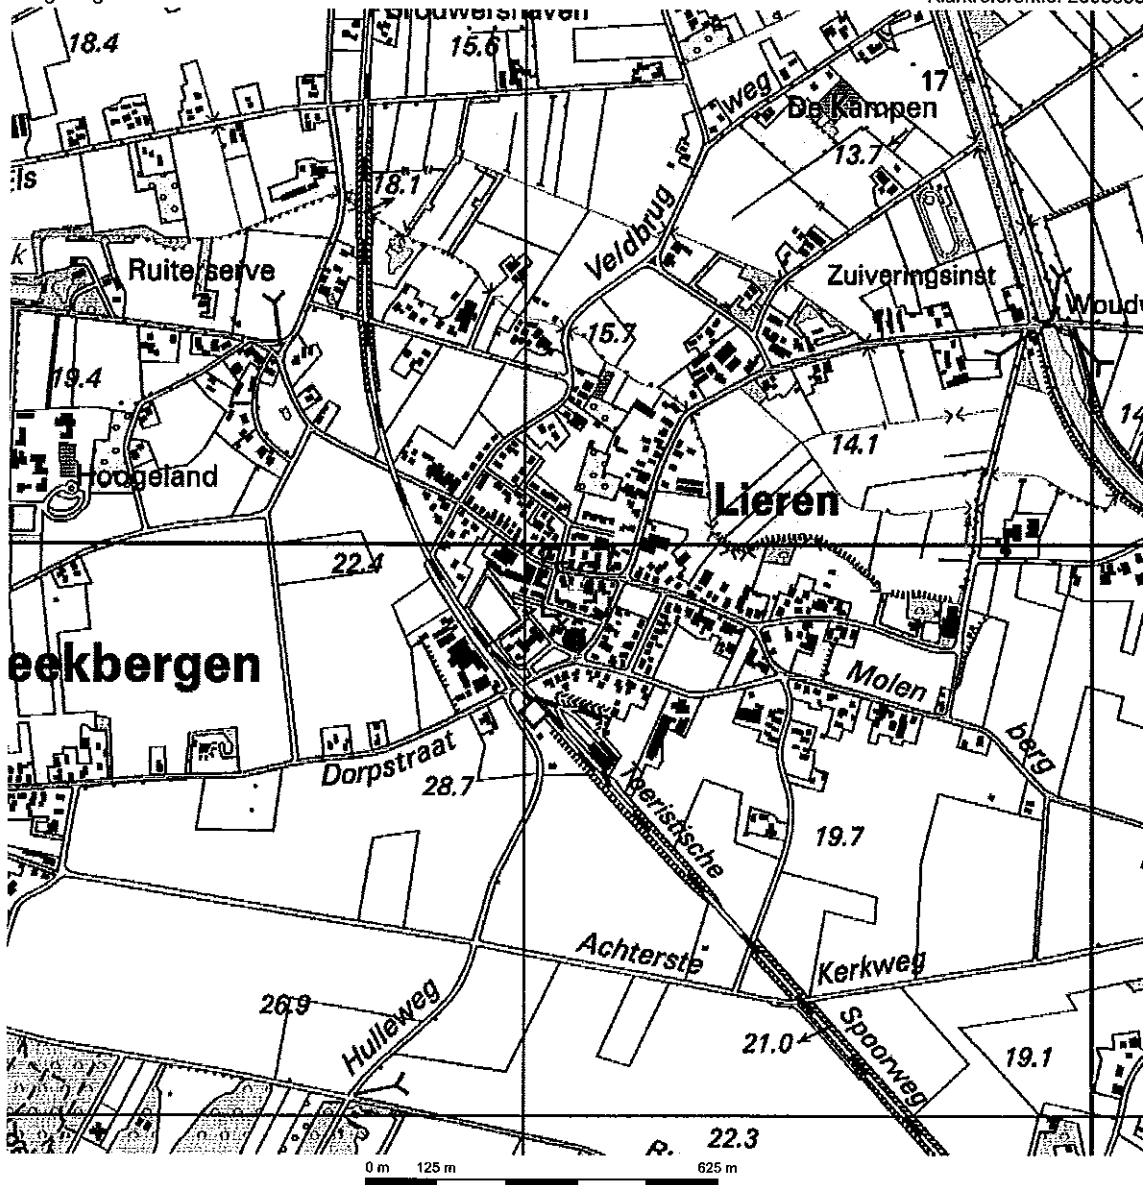 Brouwershaven
18.4
15.6
weg
17
De Kampen
13.7
18.1
Veldbrug
k
Ruiterserve
Zuiveringsinst
15.7
19.4
14.1
Hoogeland
Lieren
22.4
eekbergen
Molen
berg
Dorpstraat
28.7
Toeristische
19.7
Achterste
Kerkweg
26.9
Hulleweg
21.0
Spoorweg
19.1
22.3
0 m 125 m 625 m